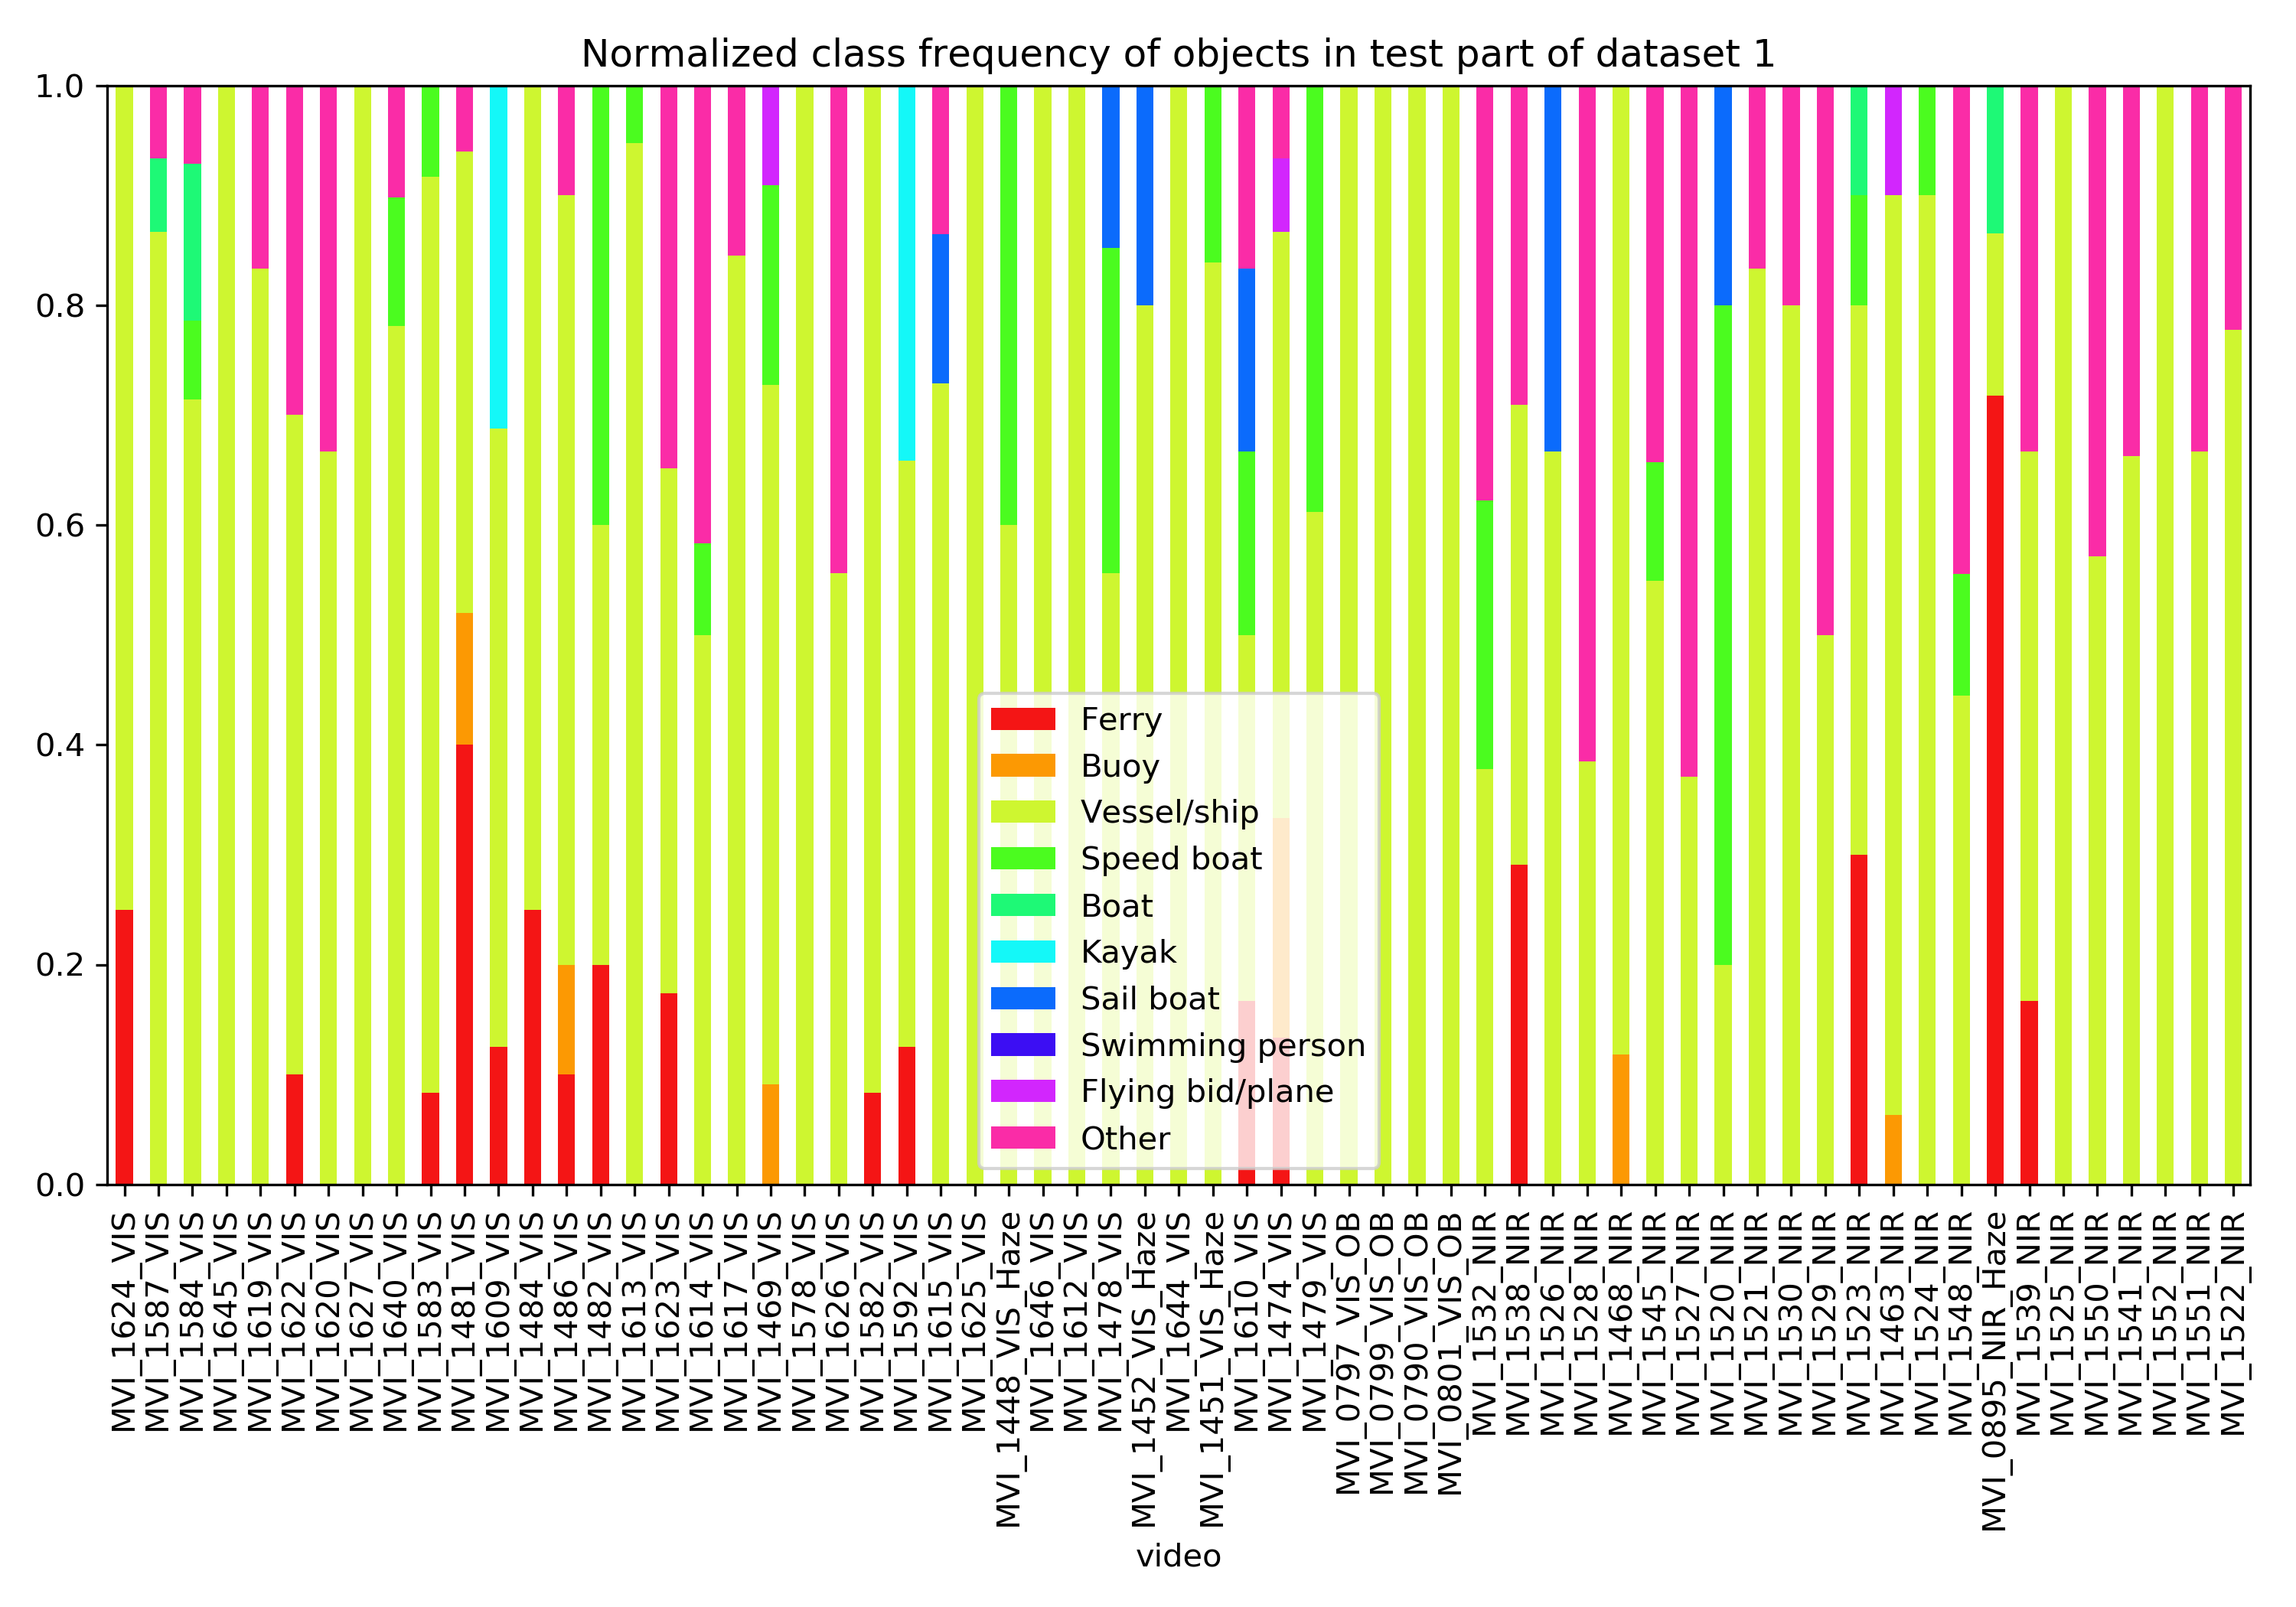 Normalized class frequency of objects in test part of dataset 1
1.0
0.8
0.6
0.4
0.2
0.0
Ferry
Buoy
Vessel/ship
Speed boat
Boat
Kayak
Sail boat
Swimming person
Flying bid/plane
Other
MVI_1624_VIS
MVI_1587_VIS
MVI_1584_VIS
MVI_1645_VIS
MVI_1619_VIS
MVI_1622_VIS
MVI_1620_VIS
MVI_1627_VIS
MVI_1640_VIS
MVI_1583_VIS
MVI_1481_VIS
MVI_1609_VIS
MVI_1484_VIS
MVI_1486_VIS
MVI_1482_VIS
MVI_1613_VIS
MVI_1623_VIS
MVI_1614_VIS
MVI_1617_VIS
MVI_1469_VIS
MVI_1578_VIS
MVI_1626_VIS
MVI_1582_VIS
MVI_1592_VIS
MVI_1615_VIS
MVI_1625_VIS
MVI_1448_VIS_Haze
MVI_1646_VIS
MVI_1612_VIS
MVI_1478_VIS
MVI_1452_VIS_Haze
MVI_1644_VIS
MVI_1451_VIS_Haze
MVI_1610_VIS
MVI_1474_VIS
MVI_1479_VIS
MVI_0797_VIS_OB
MVI_0799_VIS_OB
MVI_0790_VIS_OB
MVI_0801_VIS_OB
MVI_1532_NIR
MVI_1538_NIR
MVI_1526_NIR
MVI_1528_NIR
MVI_1468_NIR
MVI_1545_NIR
MVI_1527_NIR
MVI_1520_NIR
MVI_1521_NIR
MVI_1530_NIR
MVI_1529_NIR
MVI_1523_NIR
MVI_1463_NIR
MVI_1524_NIR
MVI_1548_NIR
MVI_0895_NIR_Haze
MVI_1539_NIR
MVI_1525_NIR
MVI_1550_NIR
MVI_1541_NIR
MVI_1552_NIR
MVI_1551_NIR
MVI_1522_NIR
video